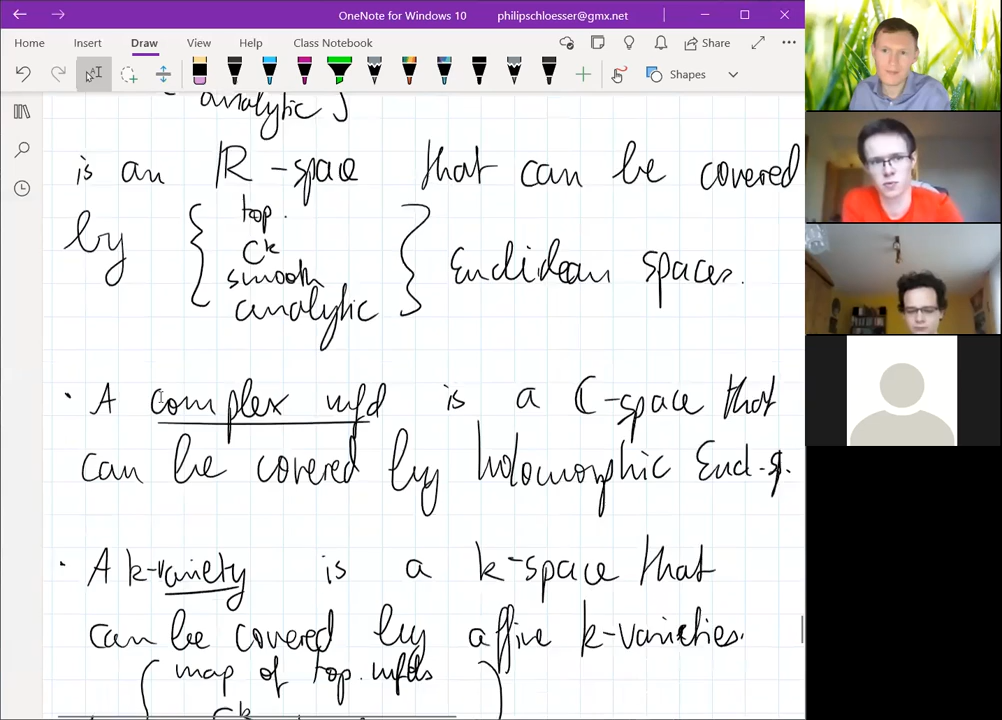 OneNote for Windows 10
philipschloesser@gmx.net
Home Insert Draw View Help Class Notebook
Share
Shapes
analytic }
is an ℝ-space that can be covered
by { top. C^k smooth analytic } Euclidean spaces.
· A complex mfd is a ℂ-space that
can be covered by holomorphic Eucl. sp.
· A k-variety is a k-space that
can be covered by affine k-varieties.
( map of top. mfds )
C^k